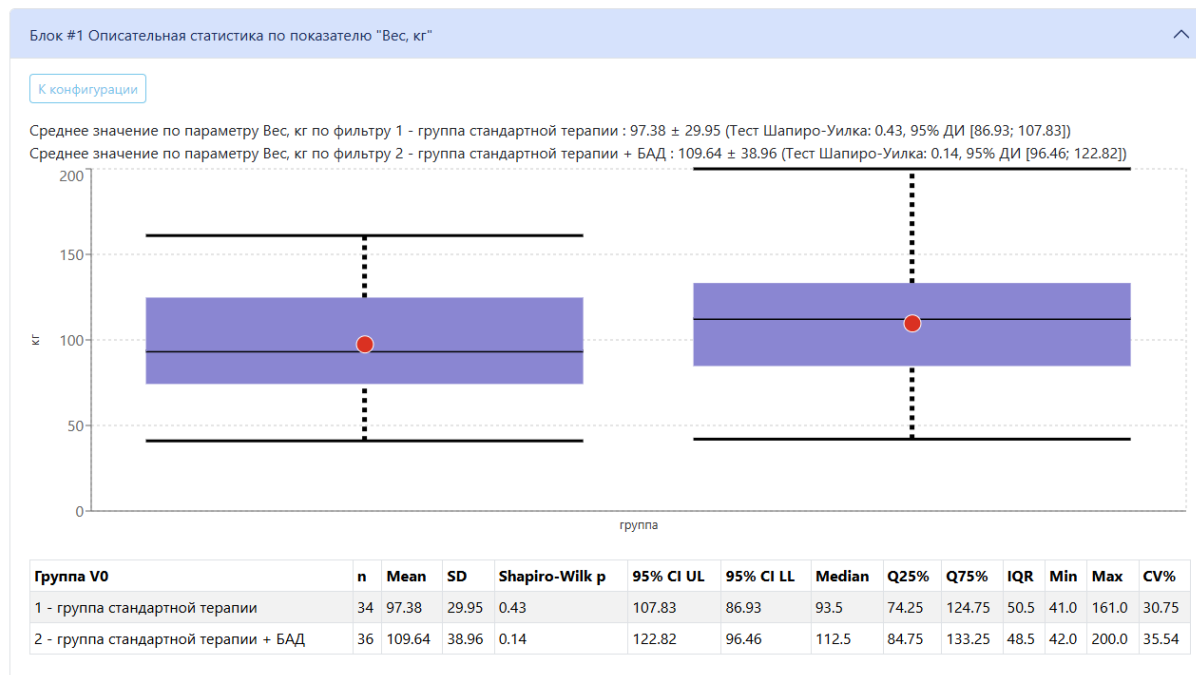 Блок #1 Описательная статистика по показателю "Вес, кг"
К конфигурации
Среднее значение по параметру Вес, кг по фильтру 1 - группа стандартной терапии : 97.38 ± 29.95 (Тест Шапиро-Уилка: 0.43, 95% ДИ [86.93; 107.83])
Среднее значение по параметру Вес, кг по фильтру 2 - группа стандартной терапии + БАД : 109.64 ± 38.96 (Тест Шапиро-Уилка: 0.14, 95% ДИ [96.46; 122.82])
200
150
100
50
0
кг
группа
Группа V0 n Mean SD Shapiro-Wilk p 95% CI UL 95% CI LL Median Q25% Q75% IQR Min Max CV%
1 - группа стандартной терапии 34 97.38 29.95 0.43 107.83 86.93 93.5 74.25 124.75 50.5 41.0 161.0 30.75
2 - группа стандартной терапии + БАД 36 109.64 38.96 0.14 122.82 96.46 112.5 84.75 133.25 48.5 42.0 200.0 35.54